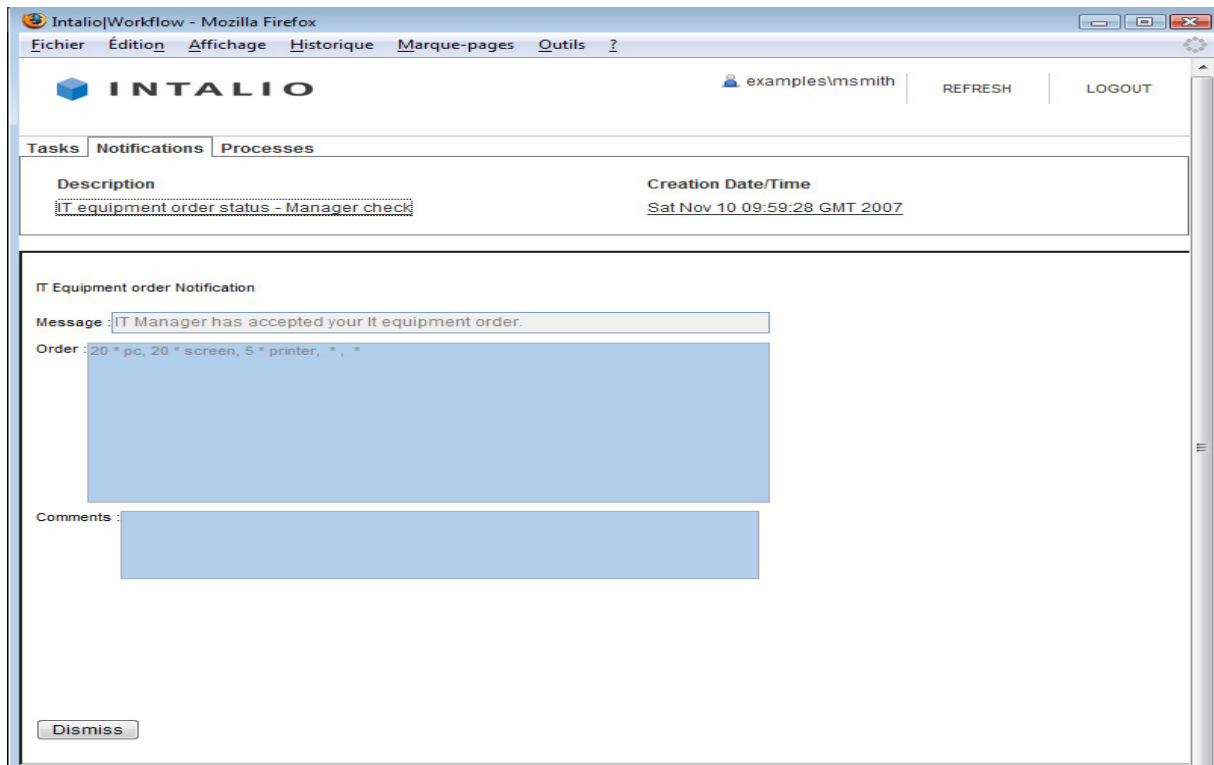 Intalio|Workflow - Mozilla Firefox
Fichier Édition Affichage Historique Marque-pages Outils ?
INTALIO examples\msmith REFRESH LOGOUT
Tasks Notifications Processes
Description Creation Date/Time
IT equipment order status - Manager check Sat Nov 10 09:59:28 GMT 2007
IT Equipment order Notification
Message : IT Manager has accepted your It equipment order.
Order : 20 * pc, 20 * screen, 5 * printer, * , *
Comments :
Dismiss